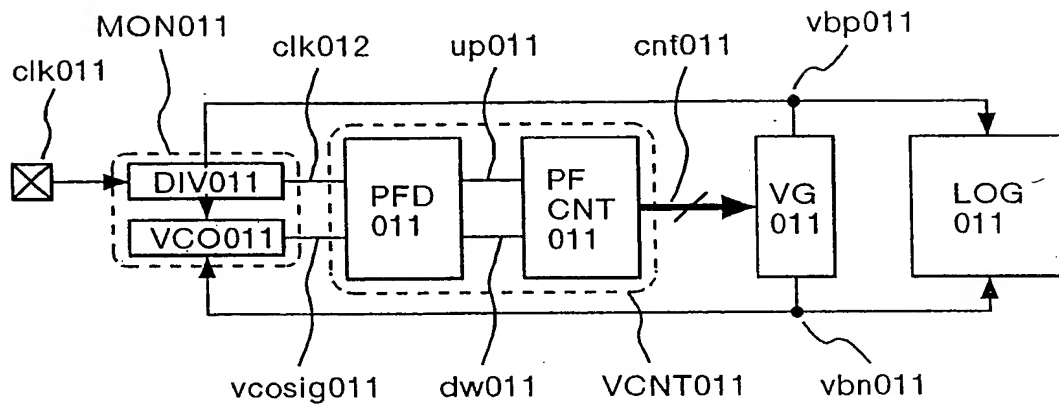 MON011
clk012
up011
cnt011
vbp011
clk011
DIV011
VCO011
PFD
011
PF
CNT
011
VG
011
LOG
011
vcosig011
dw011
VCNT011
vbn011